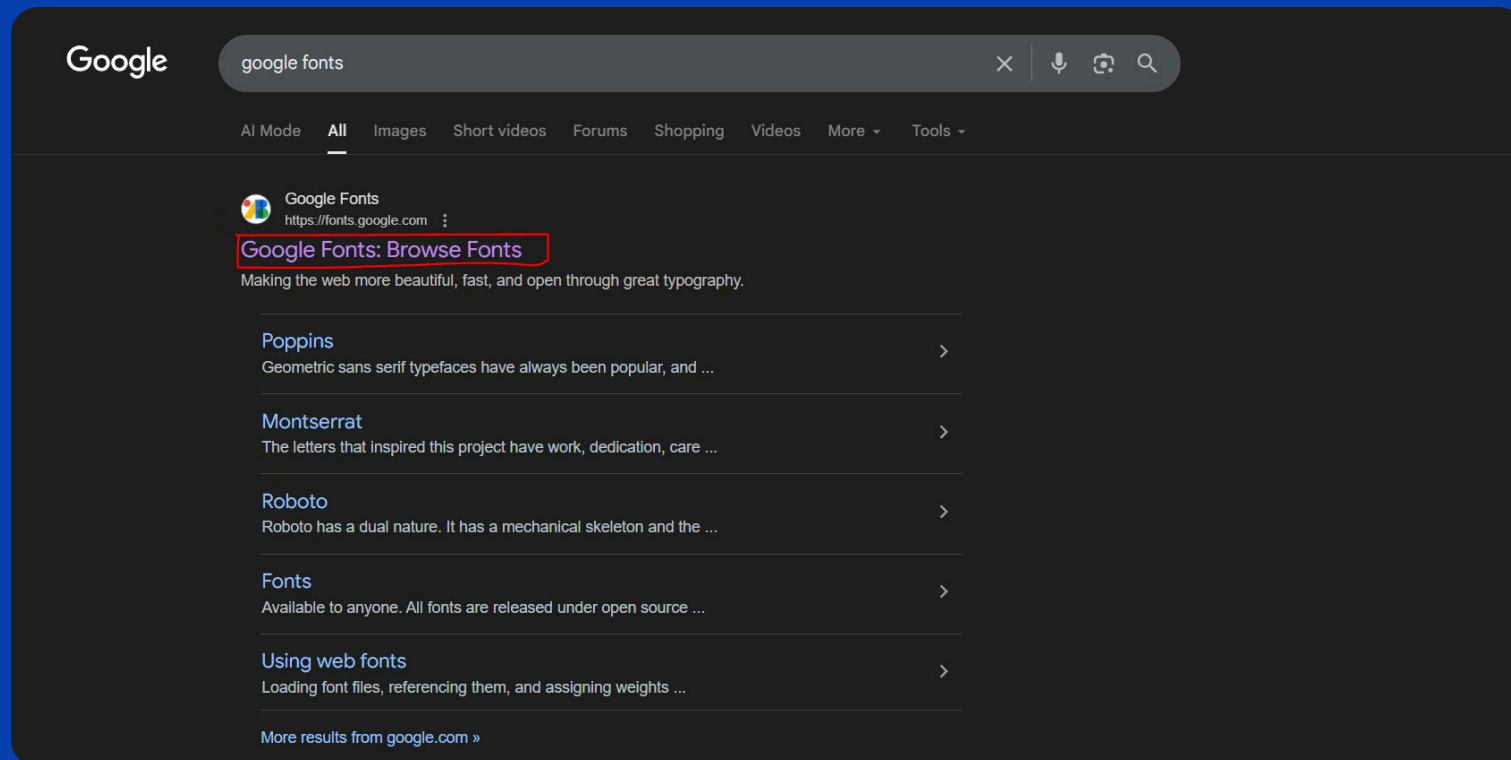 Google
google fonts
AI Mode All Images Short videos Forums Shopping Videos More Tools
Google Fonts
https://fonts.google.com
Google Fonts: Browse Fonts
Making the web more beautiful, fast, and open through great typography.
Poppins
Geometric sans serif typefaces have always been popular, and ...
Montserrat
The letters that inspired this project have work, dedication, care ...
Roboto
Roboto has a dual nature. It has a mechanical skeleton and the ...
Fonts
Available to anyone. All fonts are released under open source ...
Using web fonts
Loading font files, referencing them, and assigning weights ...
More results from google.com »